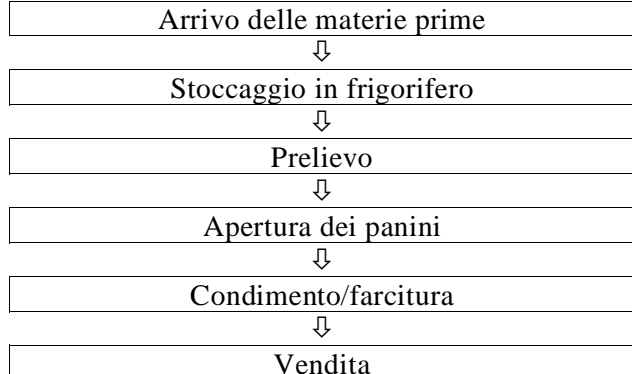 Arrivo delle materie prime
⇩
Stoccaggio in frigorifero
⇩
Prelievo
⇩
Apertura dei panini
⇩
Condimento/farcitura
⇩
Vendita